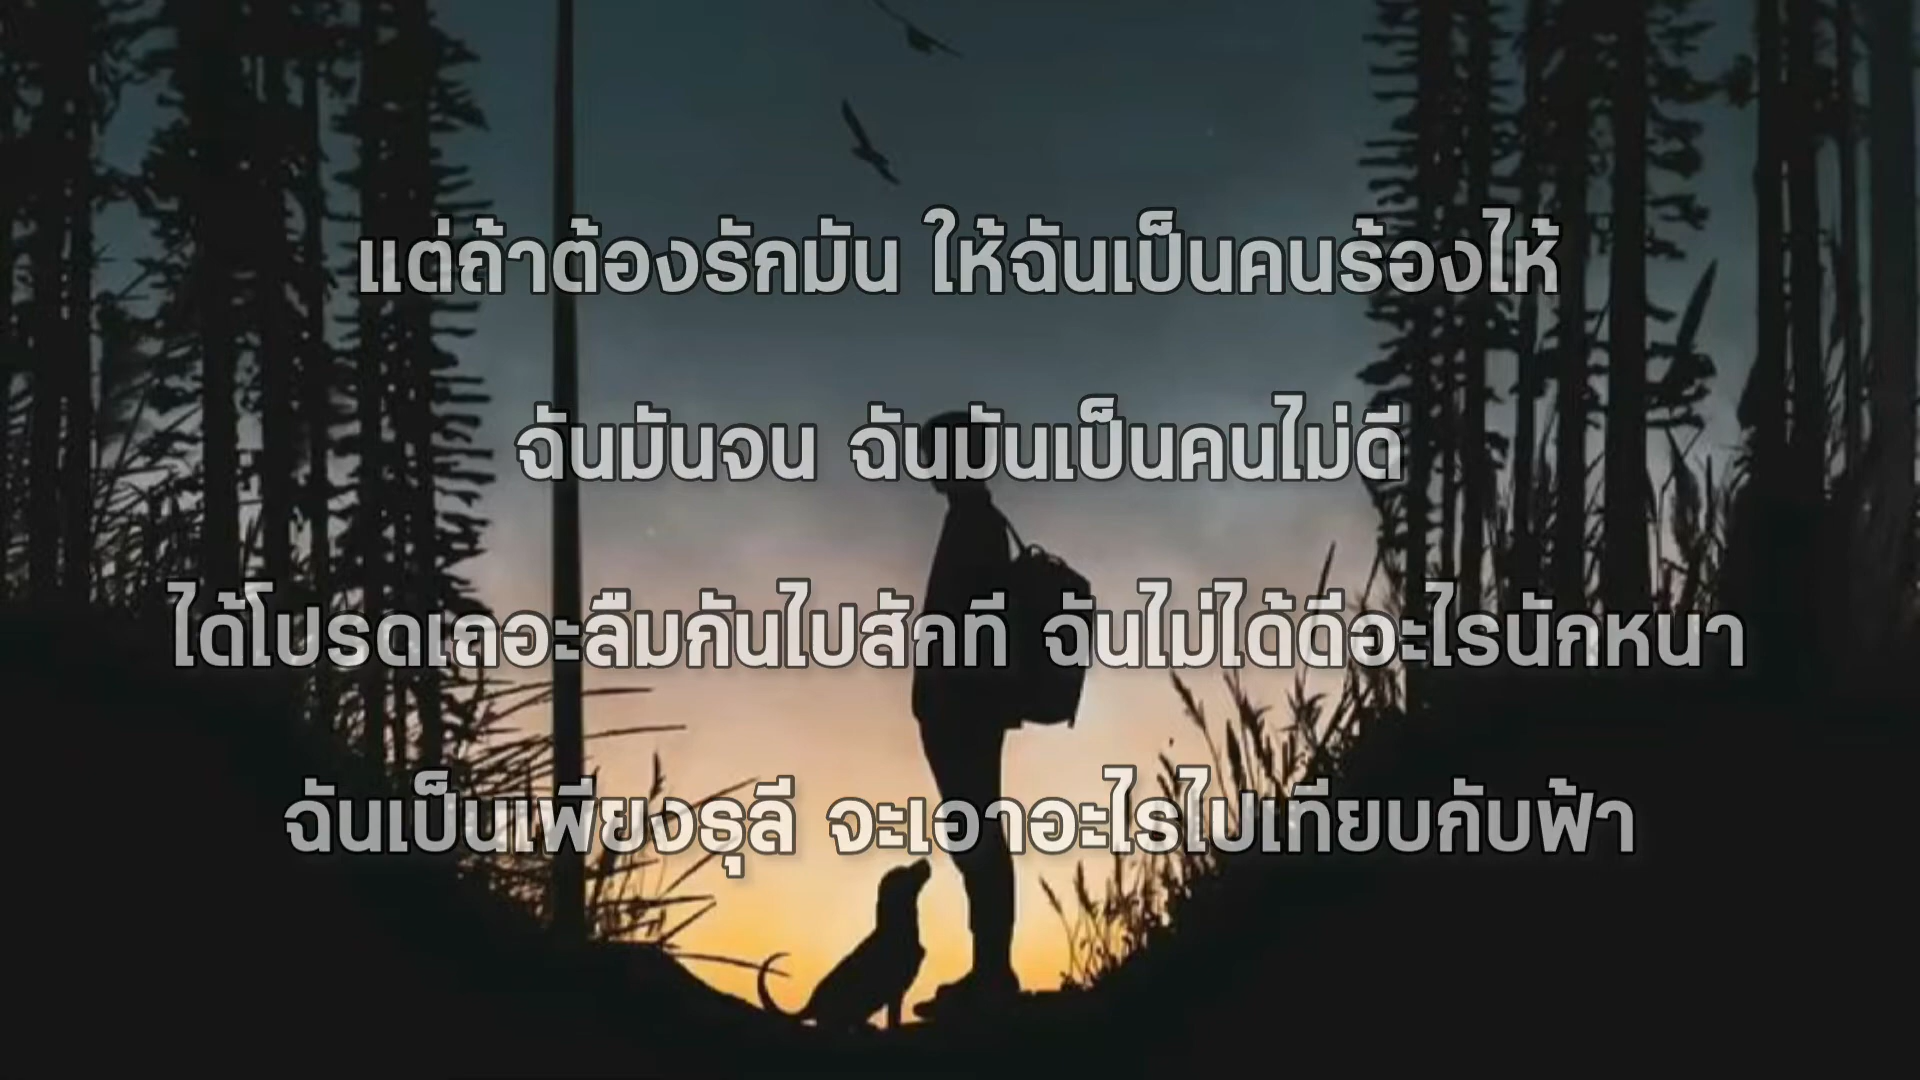 แต่ถ้าต้องรักมัน ให้ฉันเป็นคนร้องไห้
ฉันมันจน ฉันมันเป็นคนไม่ดี
ได้โปรดเถอะลืมกันไปสักที ฉันไม่ได้ดีอะไรนักหนา
ฉันเป็นเพียงธุลี จะเอาอะไรไปเทียบกับฟ้า